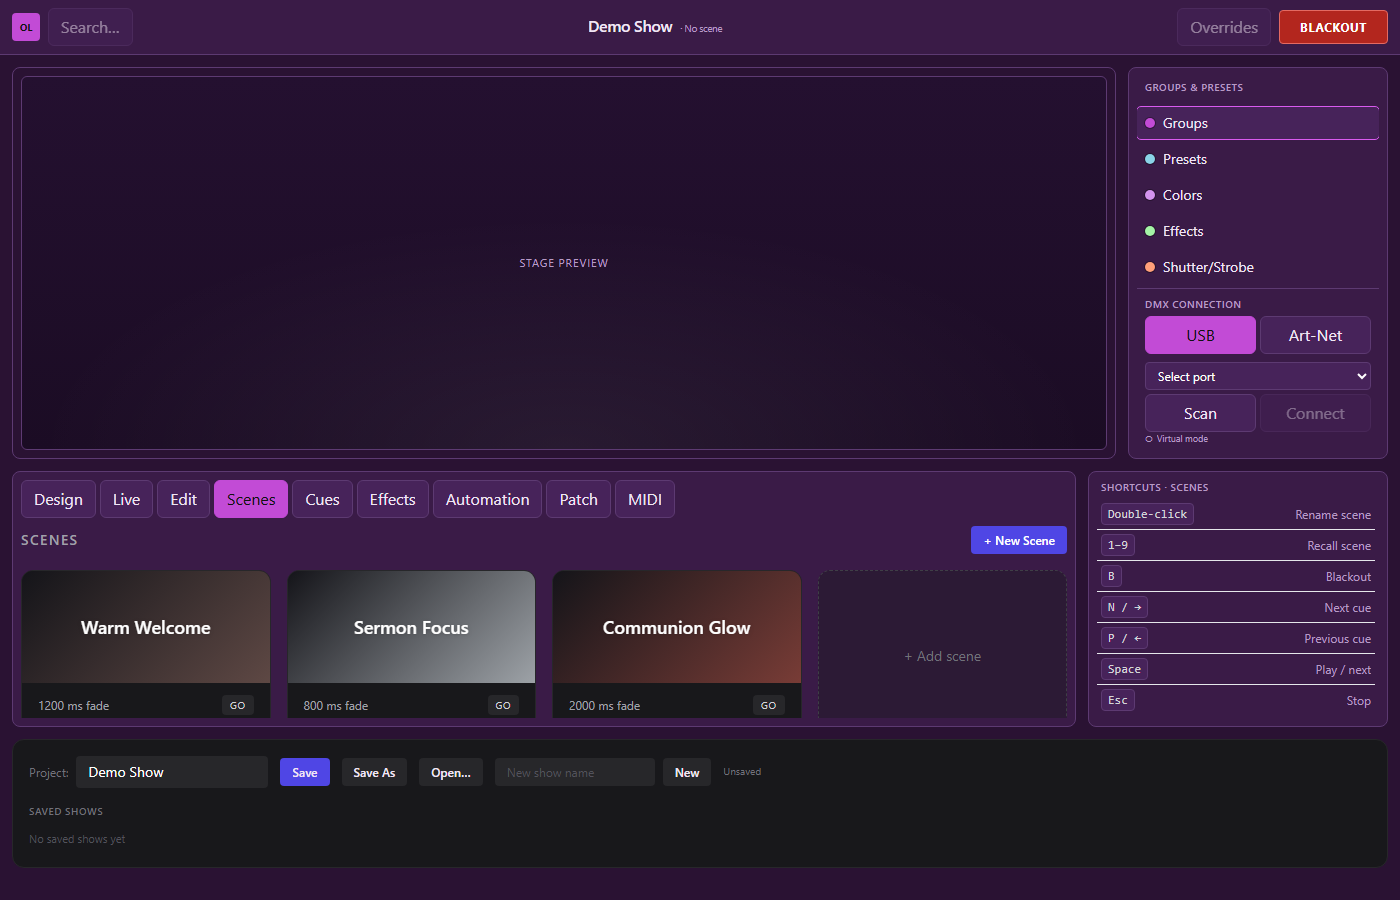 OL
Search...
Demo Show · No scene
Overrides
BLACKOUT
STAGE PREVIEW
GROUPS & PRESETS
Groups
Presets
Colors
Effects
Shutter/Strobe
DMX CONNECTION
USB
Art-Net
Select port
Scan
Connect
Virtual mode
Design
Live
Edit
Scenes
Cues
Effects
Automation
Patch
MIDI
SCENES
+ New Scene
Warm Welcome
1200 ms fade
GO
Sermon Focus
800 ms fade
GO
Communion Glow
2000 ms fade
GO
+ Add scene
SHORTCUTS · SCENES
Double-click Rename scene
1–9 Recall scene
B Blackout
N / → Next cue
P / ← Previous cue
Space Play / next
Esc Stop
Project: Demo Show
Save
Save As
Open...
New show name
New
Unsaved
SAVED SHOWS
No saved shows yet